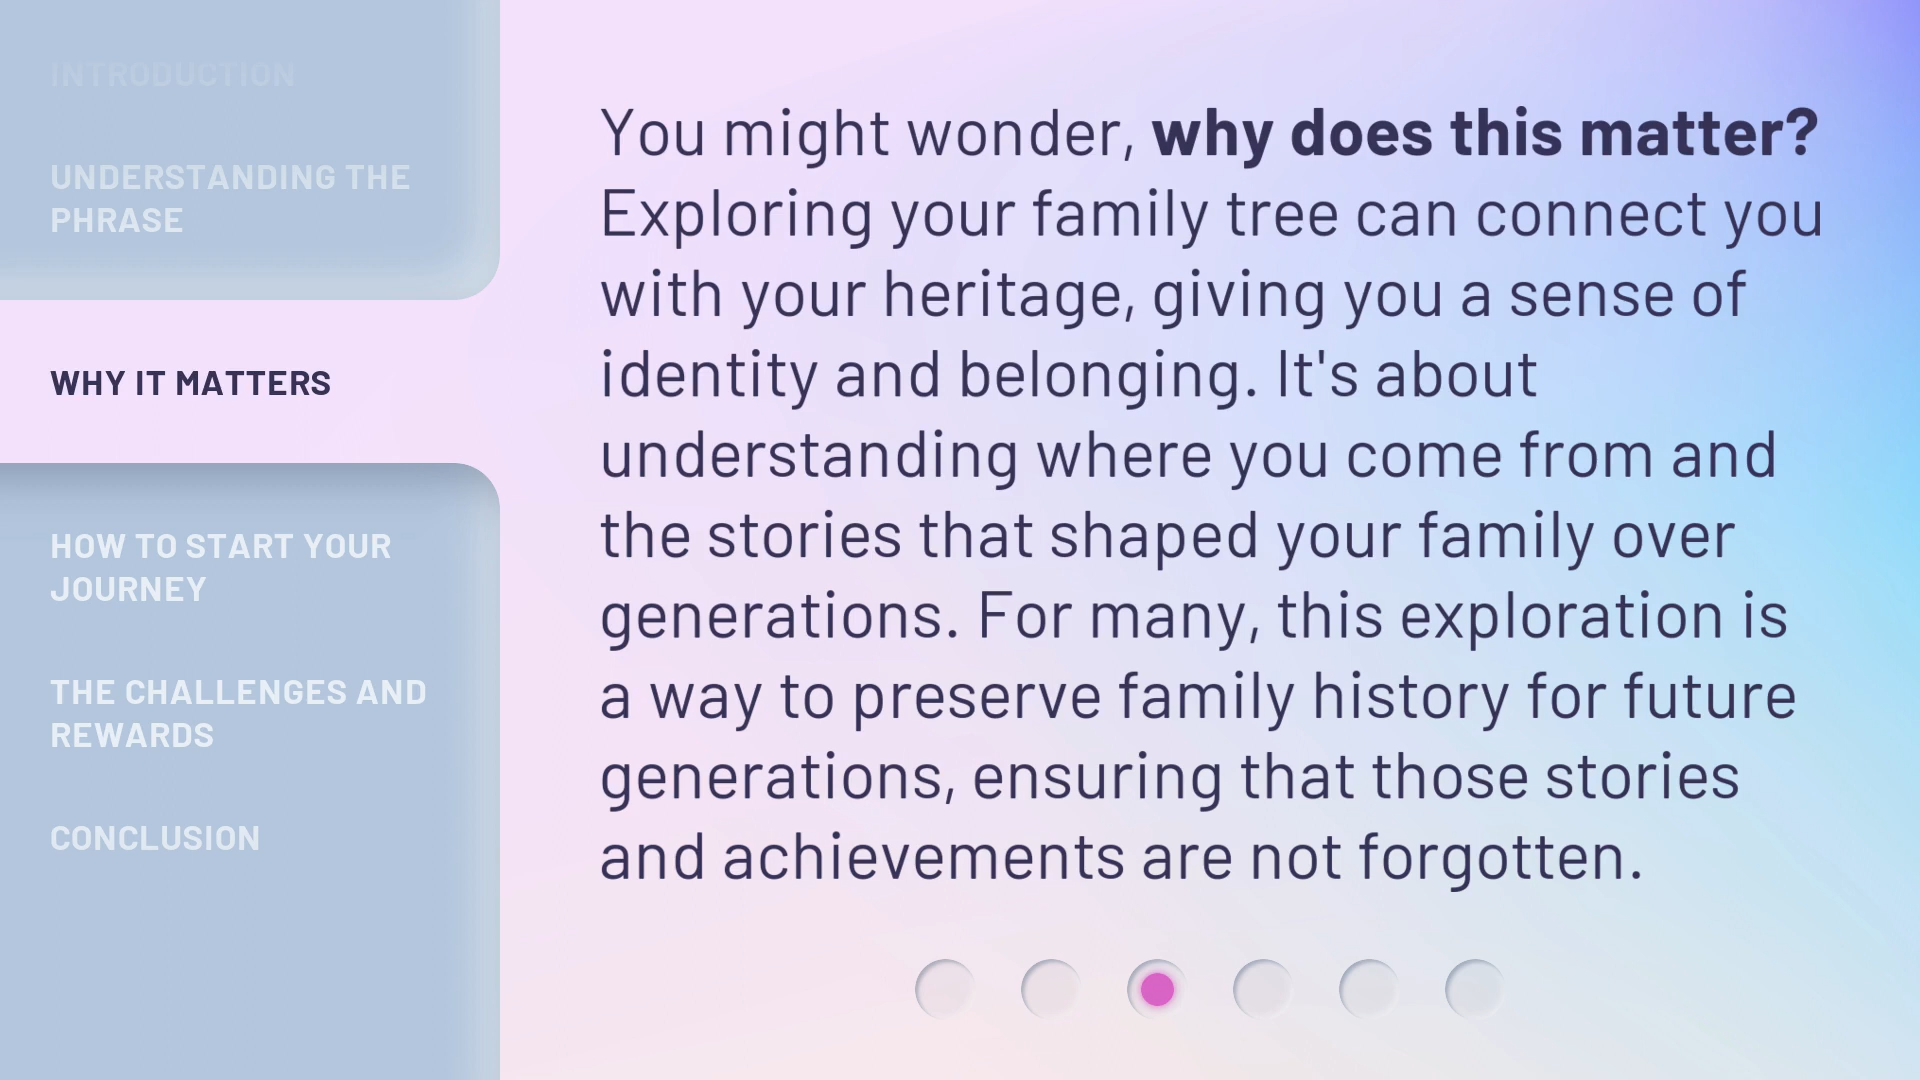 INTRODUCTION
UNDERSTANDING THE
PHRASE
WHY IT MATTERS
HOW TO START YOUR
JOURNEY
THE CHALLENGES AND
REWARDS
CONCLUSION
You might wonder, why does this matter?
Exploring your family tree can connect you
with your heritage, giving you a sense of
identity and belonging. It's about
understanding where you come from and
the stories that shaped your family over
generations. For many, this exploration is
a way to preserve family history for future
generations, ensuring that those stories
and achievements are not forgotten.